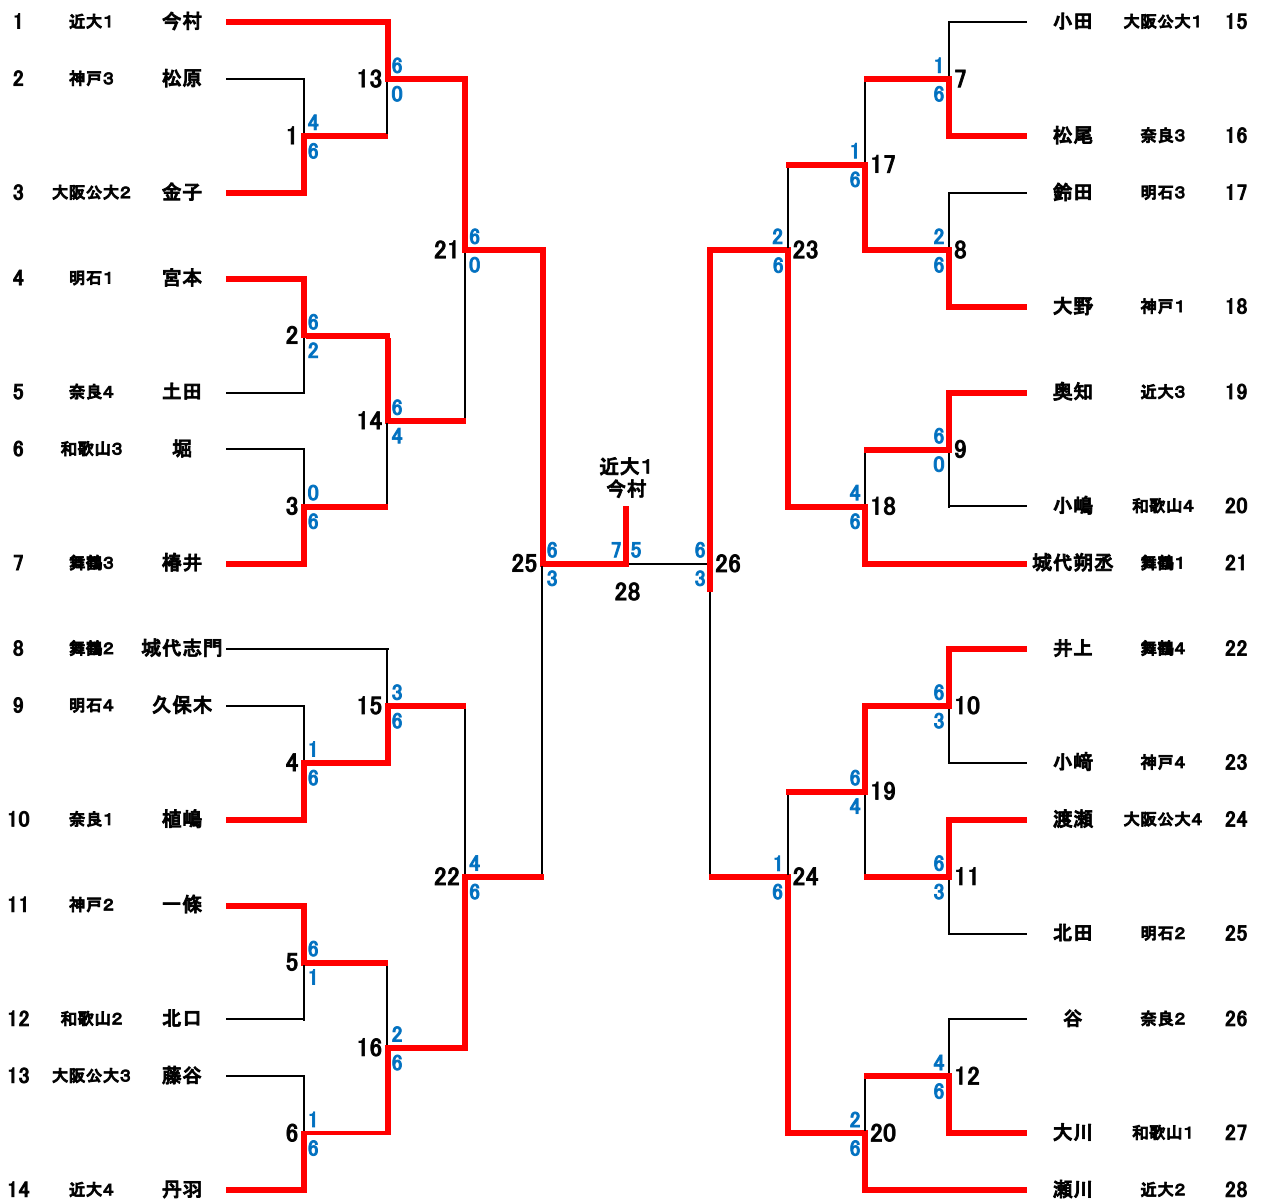 1 近大1 今村
2 神戸3 松原
3 大阪公大2 金子
4 明石1 宮本
5 奈良4 土田
6 和歌山3 堀
7 舞鶴3 椿井
8 舞鶴2 城代志門
9 明石4 久保木
10 奈良1 植嶋
11 神戸2 一條
12 和歌山2 北口
13 大阪公大3 藤谷
14 近大4 丹羽
13 6 0
1 4 6
21 6 0
2 6 2
14 6 4
3 0 6
25 6 3
15 3 6
4 1 6
22 4 6
5 6 1
16 2 6
6 1 6
近大1
今村
7 5
28
小田 大阪公大1 15
松尾 奈良3 16
鈴田 明石3 17
大野 神戸1 18
奥知 近大3 19
小嶋 和歌山4 20
城代朔丞 舞鶴1 21
井上 舞鶴4 22
小﨑 神戸4 23
渡瀬 大阪公大4 24
北田 明石2 25
谷 奈良2 26
大川 和歌山1 27
瀬川 近大2 28
1 6 7
1 6 17
2 6 8
2 6 23
6 0 9
4 6 18
6 3 26
6 3 10
6 4 19
6 3 11
1 6 24
4 6 12
2 6 20